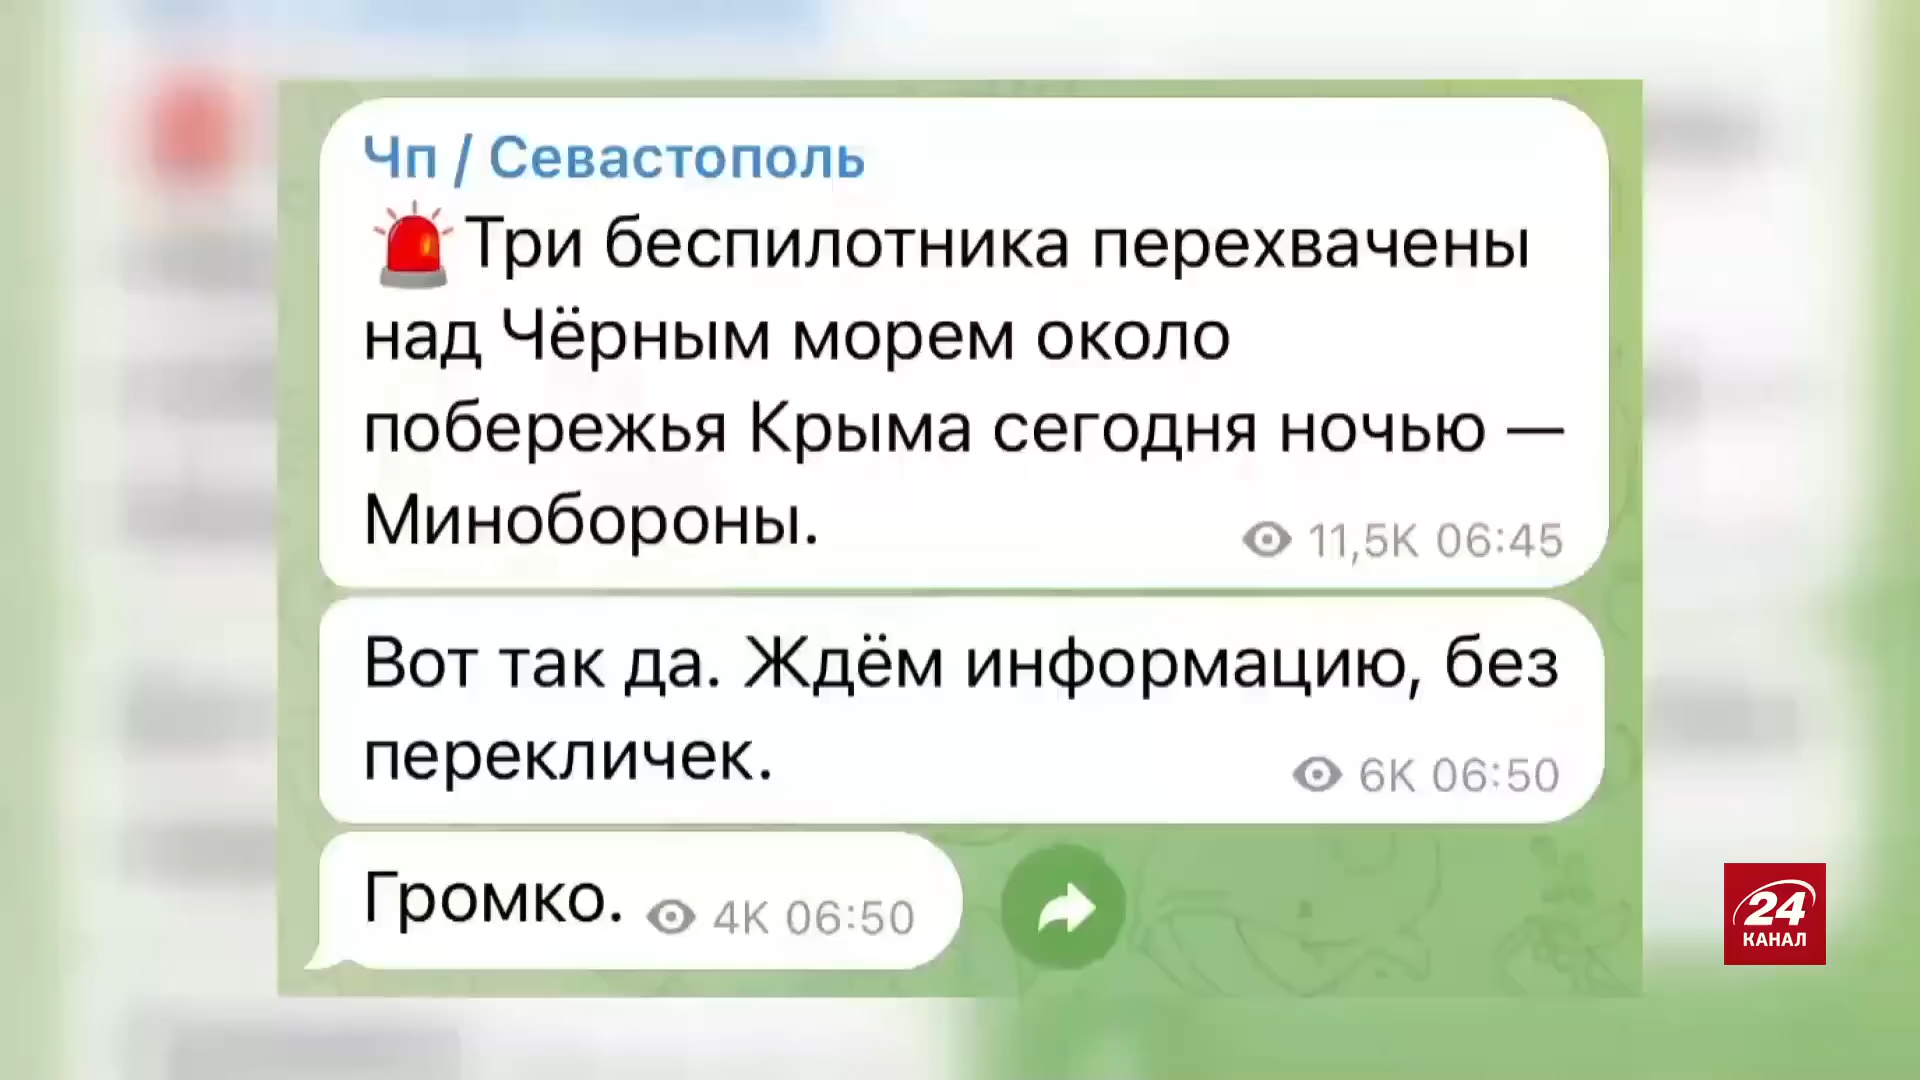 Чп / Севастополь
Три беспилотника перехвачены
над Чёрным морем около
побережья Крыма сегодня ночью —
Минобороны.
11,5K 06:45
Вот так да. Ждём информацию, без
перекличек.
6K 06:50
Громко.
4K 06:50
24
КАНАЛ